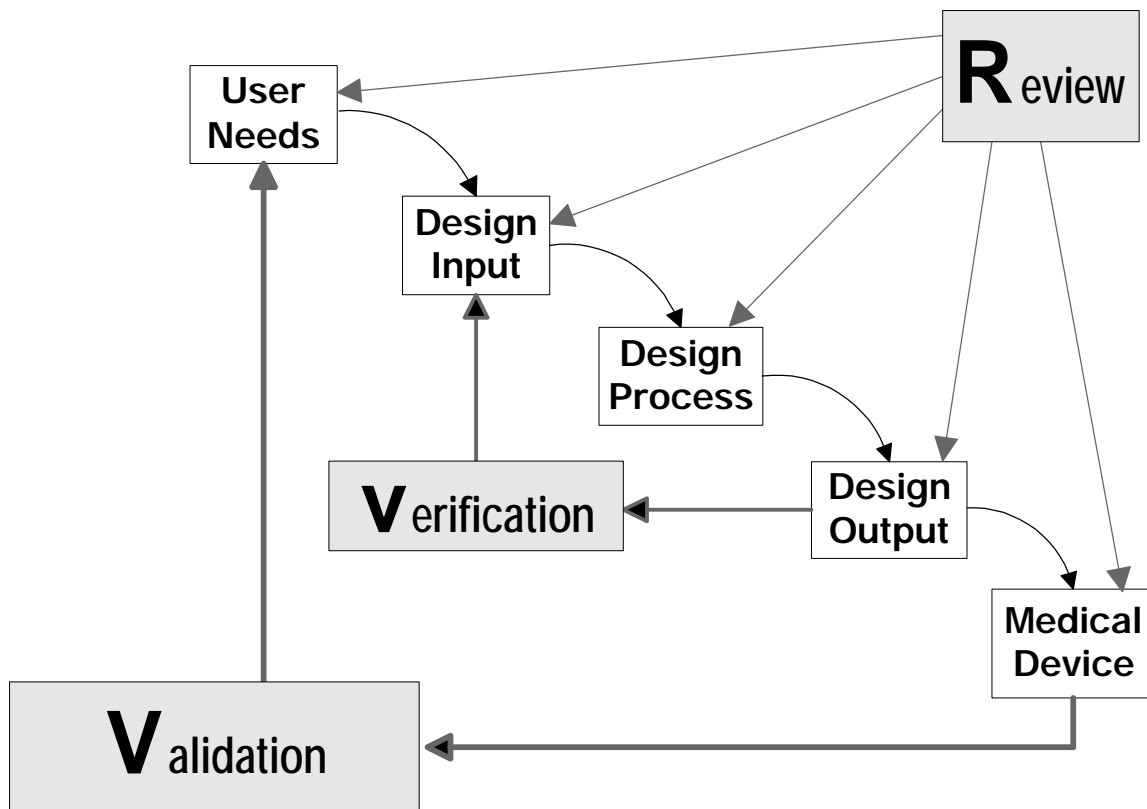 Review
User
Needs
Design
Input
Design
Process
Verification
Design
Output
Medical
Device
Validation